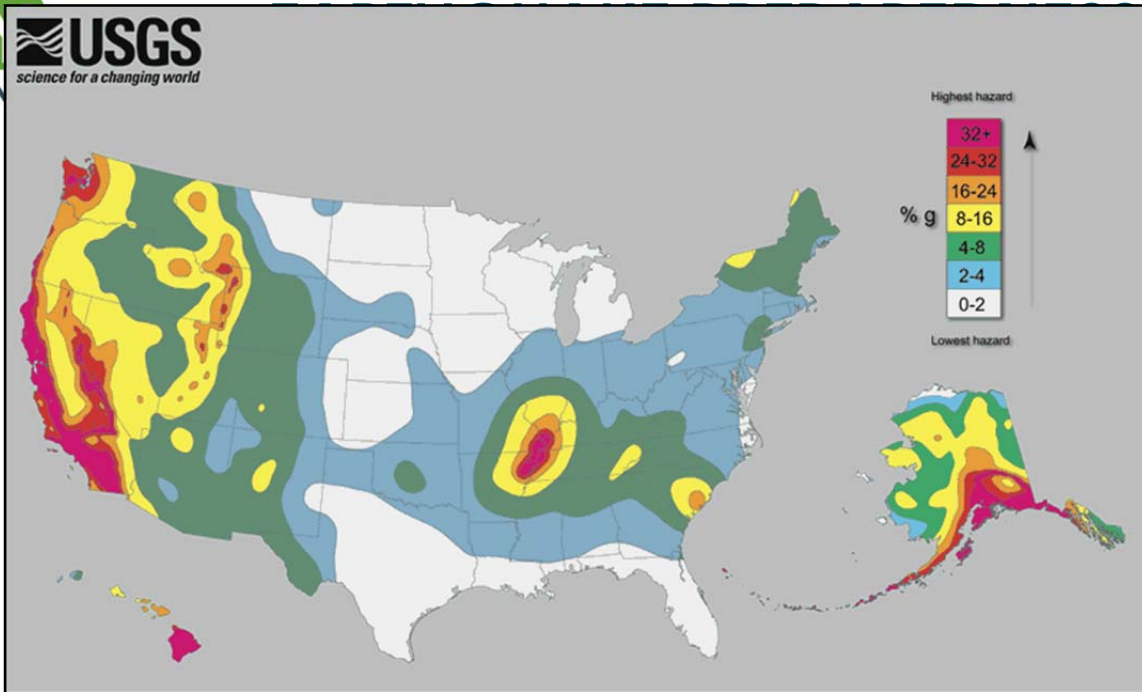 USGS
science for a changing world
Highest hazard
32+
24-32
16-24
% g
8-16
4-8
2-4
0-2
Lowest hazard